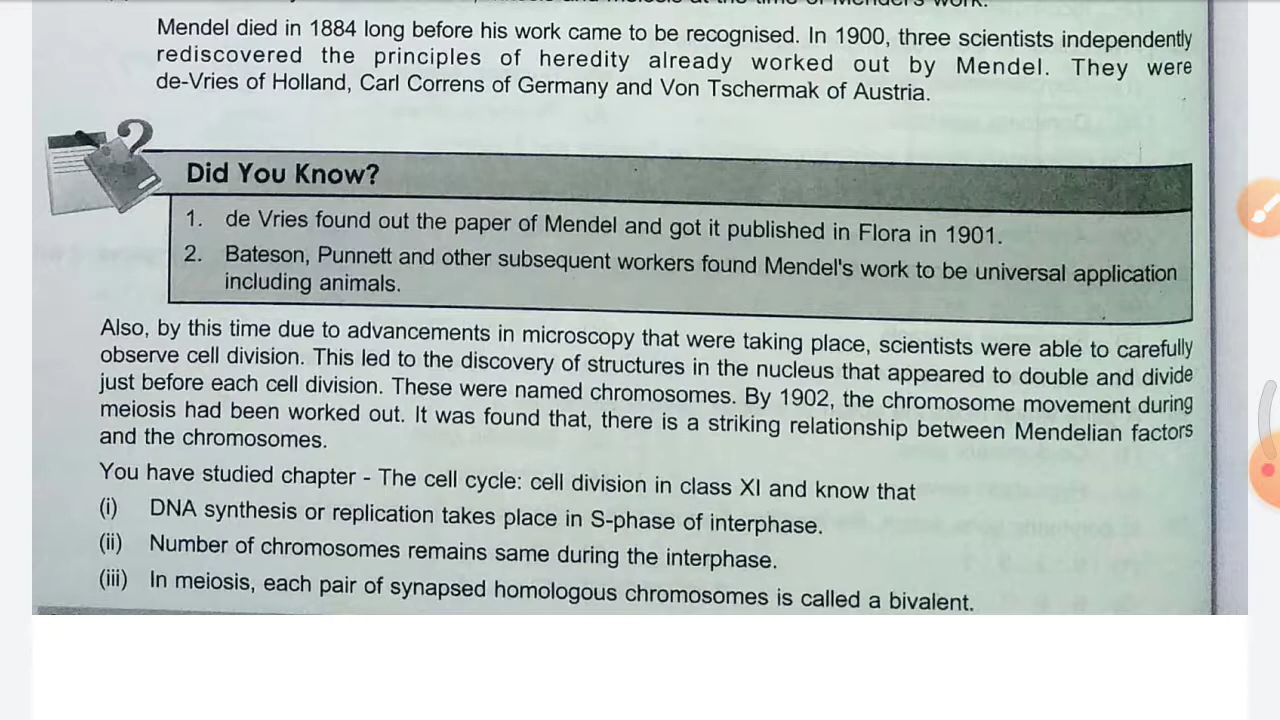 Mendel died in 1884 long before his work came to be recognised. In 1900, three scientists independently
rediscovered the principles of heredity already worked out by Mendel. They were
de-Vries of Holland, Carl Correns of Germany and Von Tschermak of Austria.
Did You Know?
1. de Vries found out the paper of Mendel and got it published in Flora in 1901.
2. Bateson, Punnett and other subsequent workers found Mendel's work to be universal application
including animals.
Also, by this time due to advancements in microscopy that were taking place, scientists were able to carefully
observe cell division. This led to the discovery of structures in the nucleus that appeared to double and divide
just before each cell division. These were named chromosomes. By 1902, the chromosome movement during
meiosis had been worked out. It was found that, there is a striking relationship between Mendelian factors
and the chromosomes.
You have studied chapter - The cell cycle: cell division in class XI and know that
(i) DNA synthesis or replication takes place in S-phase of interphase.
(ii) Number of chromosomes remains same during the interphase.
(iii) In meiosis, each pair of synapsed homologous chromosomes is called a bivalent.